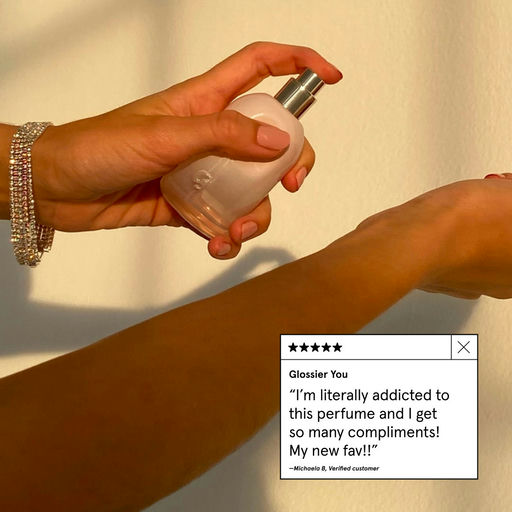 ★★★★★
Glossier You
“I’m literally addicted to
this perfume and I get
so many compliments!
My new fav!!”
—Michaela B, Verified customer